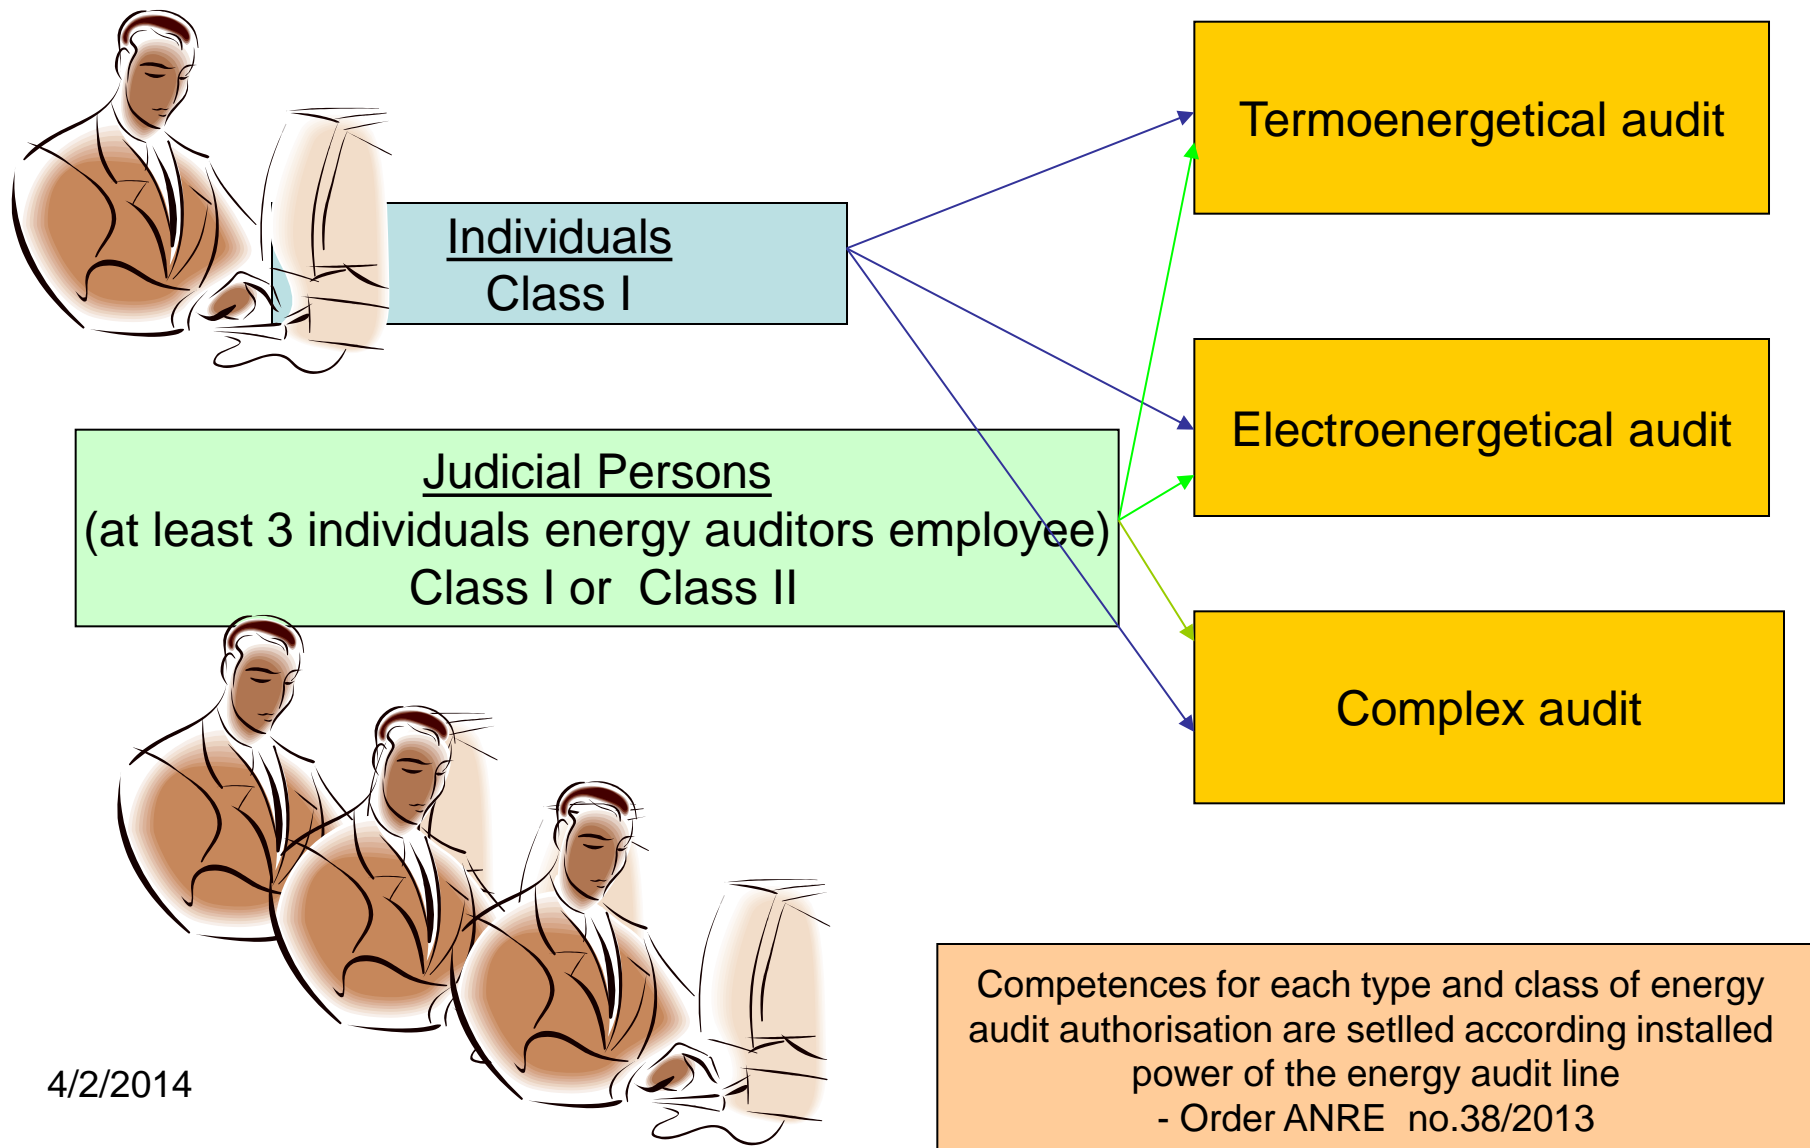 Termoenergetical audit
Individuals
Class I
Electroenergetical audit
Judicial Persons
(at least 3 individuals energy auditors employee)
Class I or  Class II
Complex audit
Competences for each type and class of energy
audit authorisation are setlled according installed
power of the energy audit line
- Order ANRE  no.38/2013
4/2/2014